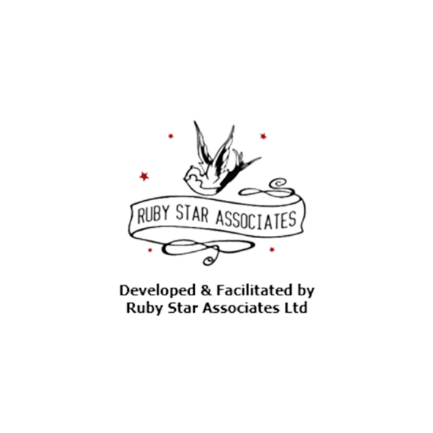 RUBY STAR ASSOCIATES
Developed & Facilitated by
Ruby Star Associates Ltd